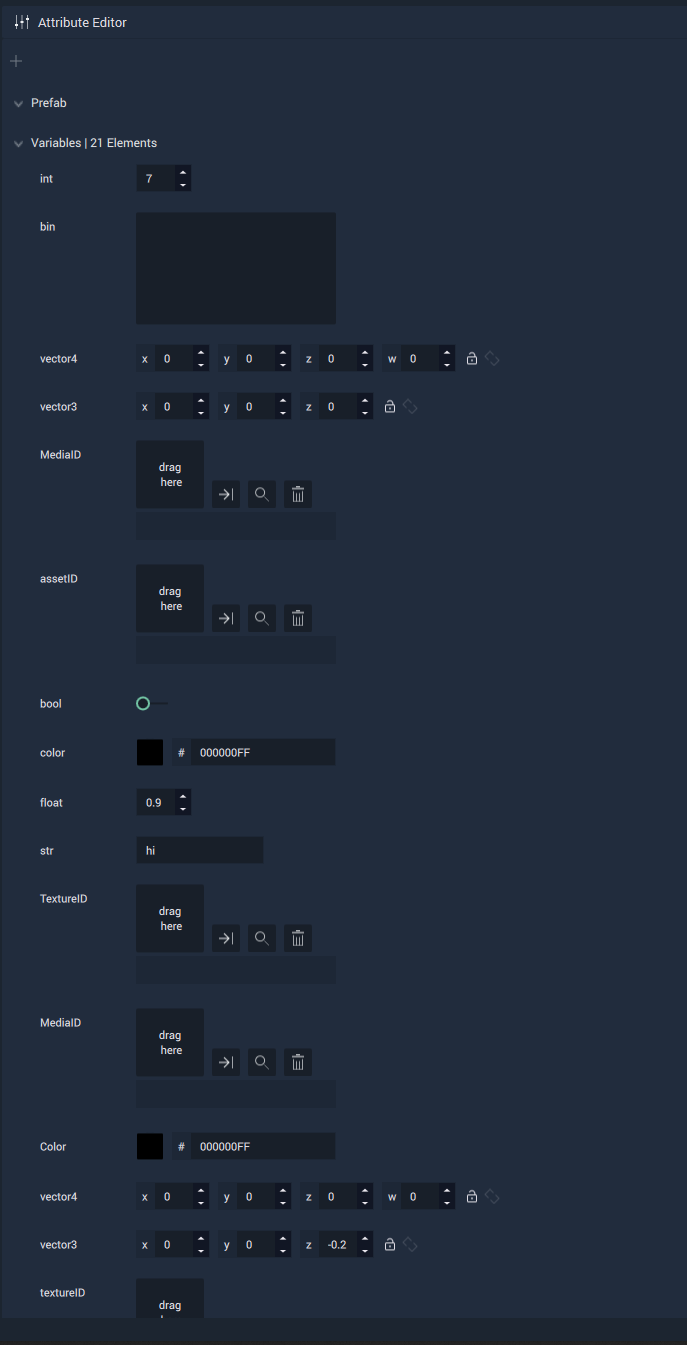 Attribute Editor
Prefab
Variables | 21 Elements
int 7
bin
vector4 x 0 y 0 z 0 w 0
vector3 x 0 y 0 z 0
MediaID drag
here
assetID drag
here
bool
color # 000000FF
float 0.9
str hi
TextureID drag
here
MediaID drag
here
Color # 000000FF
vector4 x 0 y 0 z 0 w 0
vector3 x 0 y 0 z -0.2
textureID drag